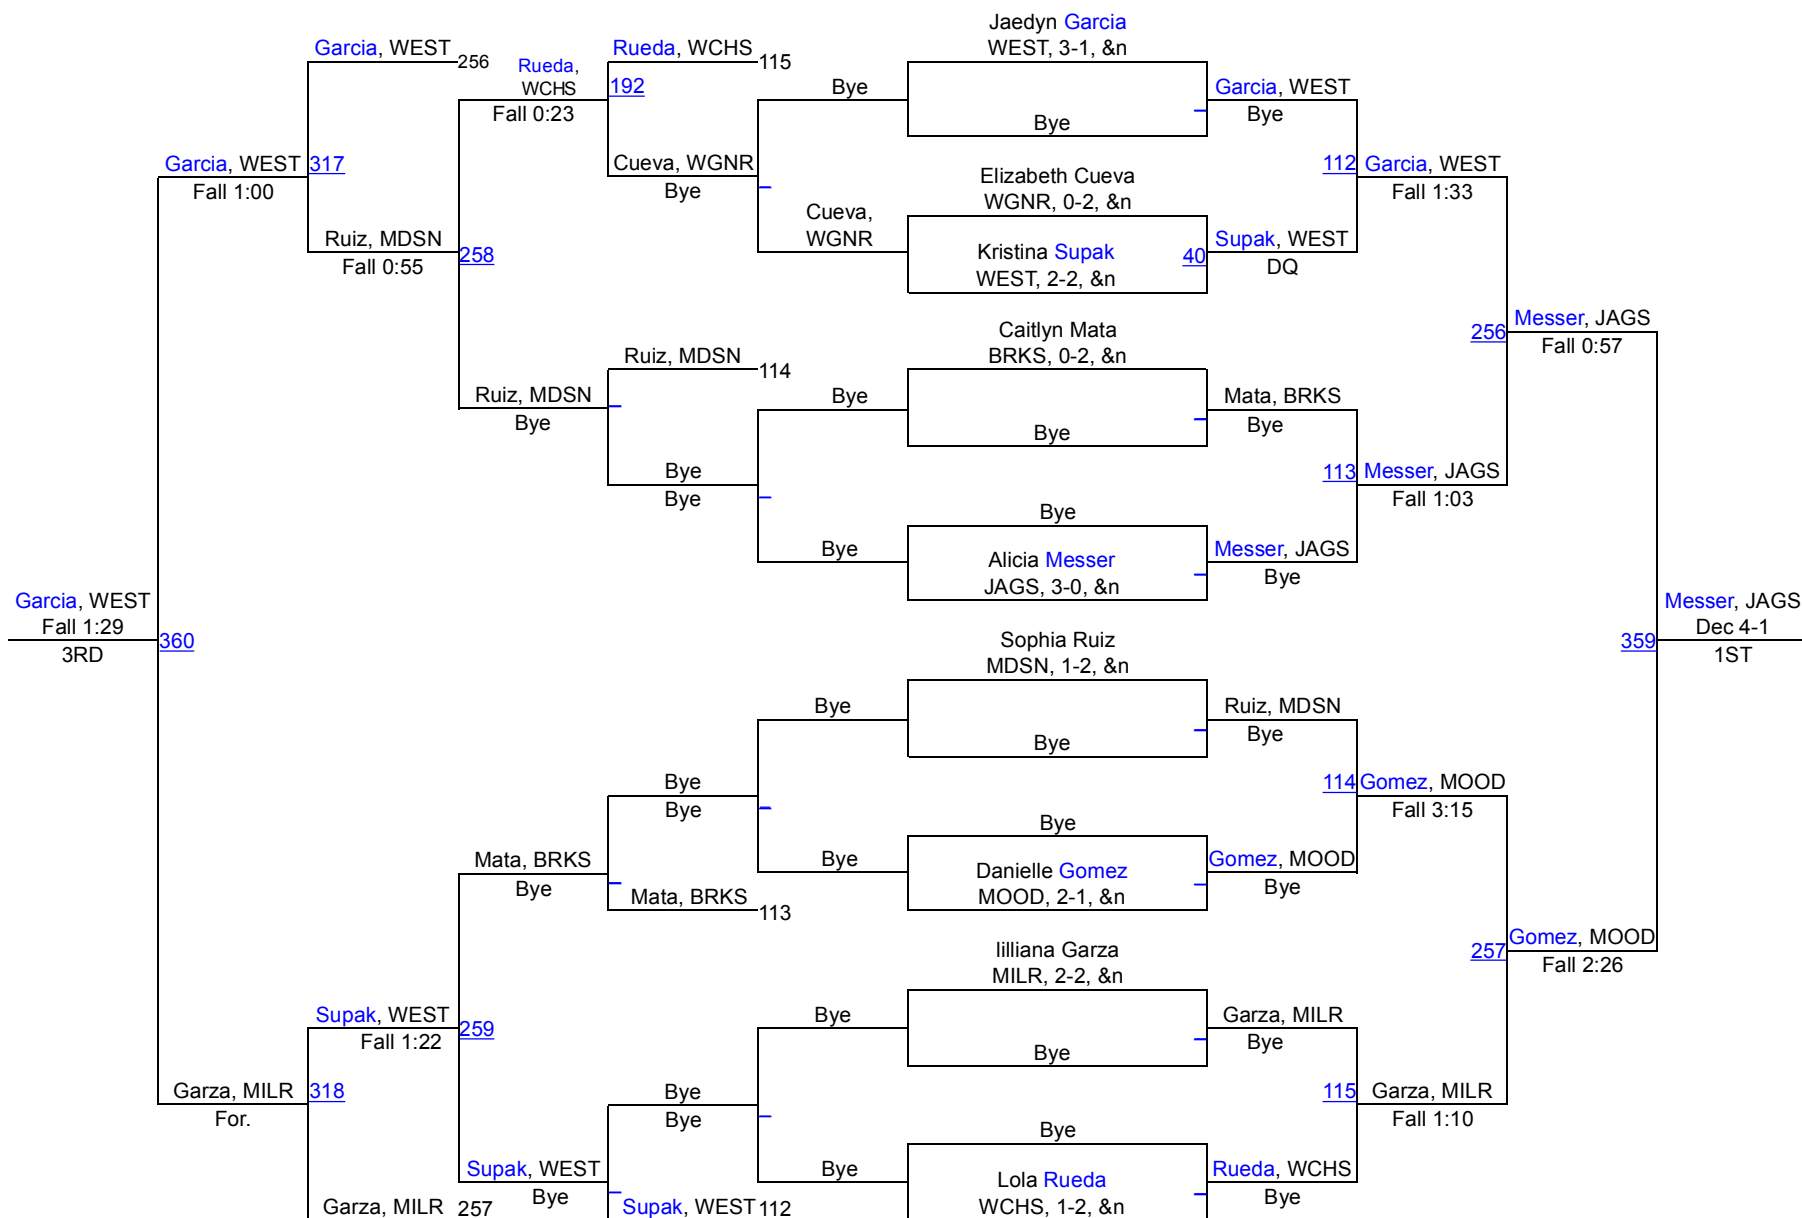 Jaedyn Garcia
WEST, 3-1, &n
Garcia, WEST
256
Rueda,
WCHS
Fall 0:23
Rueda, WCHS
115
192
Bye
Bye
Garcia, WEST
Bye
Garcia, WEST
Fall 1:00
317
Cueva, WGNR
Bye
Elizabeth Cueva
WGNR, 0-2, &n
112
Garcia, WEST
Fall 1:33
Ruiz, MDSN
Fall 0:55
258
Cueva,
WGNR
Kristina Supak
WEST, 2-2, &n
40
Supak, WEST
DQ
Caitlyn Mata
BRKS, 0-2, &n
256
Messer, JAGS
Fall 0:57
Ruiz, MDSN
114
Ruiz, MDSN
Bye
Bye
Bye
Mata, BRKS
Bye
Bye
Bye
113
Messer, JAGS
Fall 1:03
Bye
Bye
Alicia Messer
JAGS, 3-0, &n
Messer, JAGS
Bye
Garcia, WEST
Fall 1:29
3RD
360
Messer, JAGS
Dec 4-1
1ST
359
Sophia Ruiz
MDSN, 1-2, &n
Bye
Bye
Ruiz, MDSN
Bye
Bye
Bye
114
Gomez, MOOD
Fall 3:15
Bye
Mata, BRKS
Bye
Bye
Danielle Gomez
MOOD, 2-1, &n
Gomez, MOOD
Bye
Mata, BRKS
113
lilliana Garza
MILR, 2-2, &n
257
Gomez, MOOD
Fall 2:26
Supak, WEST
Fall 1:22
259
Bye
Bye
Garza, MILR
Bye
Garza, MILR
For.
318
Bye
Bye
115
Garza, MILR
Fall 1:10
Bye
Supak, WEST
Bye
Bye
Lola Rueda
WCHS, 1-2, &n
Rueda, WCHS
Bye
Garza, MILR
257
Supak, WEST
112